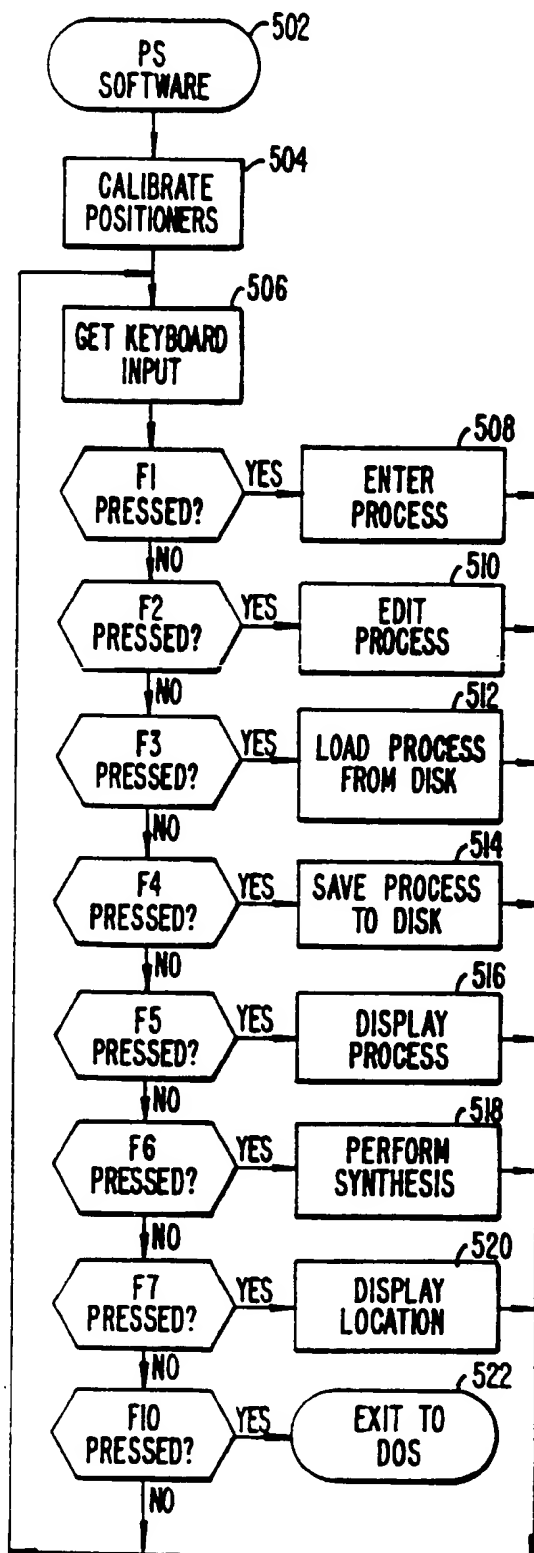 502
PS
SOFTWARE
504
CALIBRATE
POSITIONERS
506
GET KEYBOARD
INPUT
508
F1
PRESSED?
YES
ENTER
PROCESS
NO
510
F2
PRESSED?
YES
EDIT
PROCESS
NO
512
F3
PRESSED?
YES
LOAD PROCESS
FROM DISK
NO
514
F4
PRESSED?
YES
SAVE PROCESS
TO DISK
NO
516
F5
PRESSED?
YES
DISPLAY
PROCESS
NO
518
F6
PRESSED?
YES
PERFORM
SYNTHESIS
NO
520
F7
PRESSED?
YES
DISPLAY
LOCATION
NO
522
F10
PRESSED?
YES
EXIT TO
DOS
NO